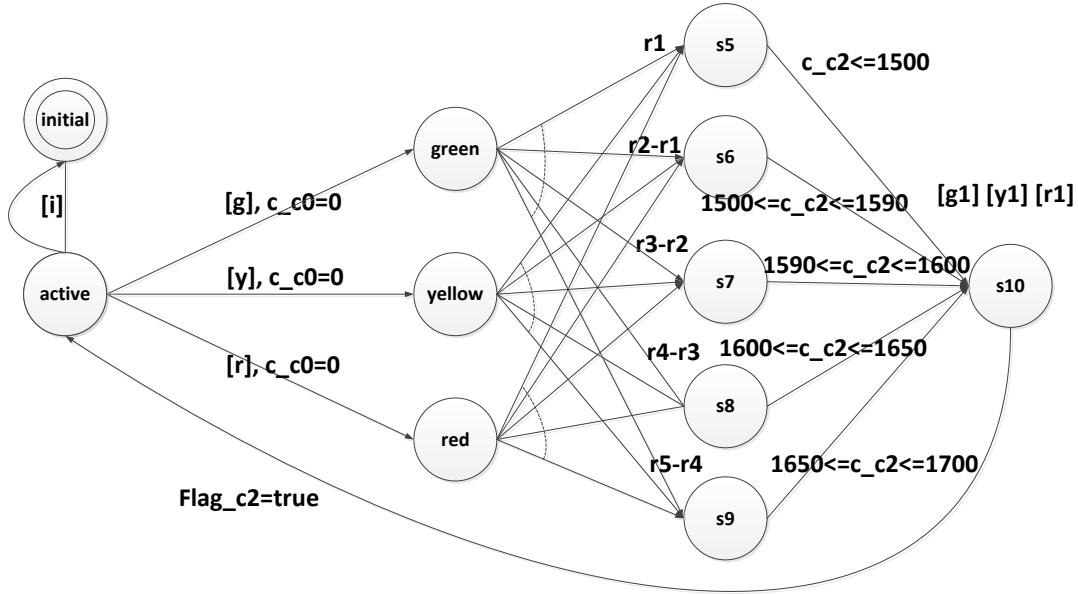 s5
r1
c_c2<=1500
initial
green
r2-r1
s6
[i]
[g], c_c0=0
1500<=c_c2<=1590
[g1] [y1] [r1]
r3-r2
1590<=c_c2<=1600
[y], c_c0=0
active
yellow
s7
s10
r4-r3
1600<=c_c2<=1650
[r], c_c0=0
s8
red
r5-r4
1650<=c_c2<=1700
Flag_c2=true
s9